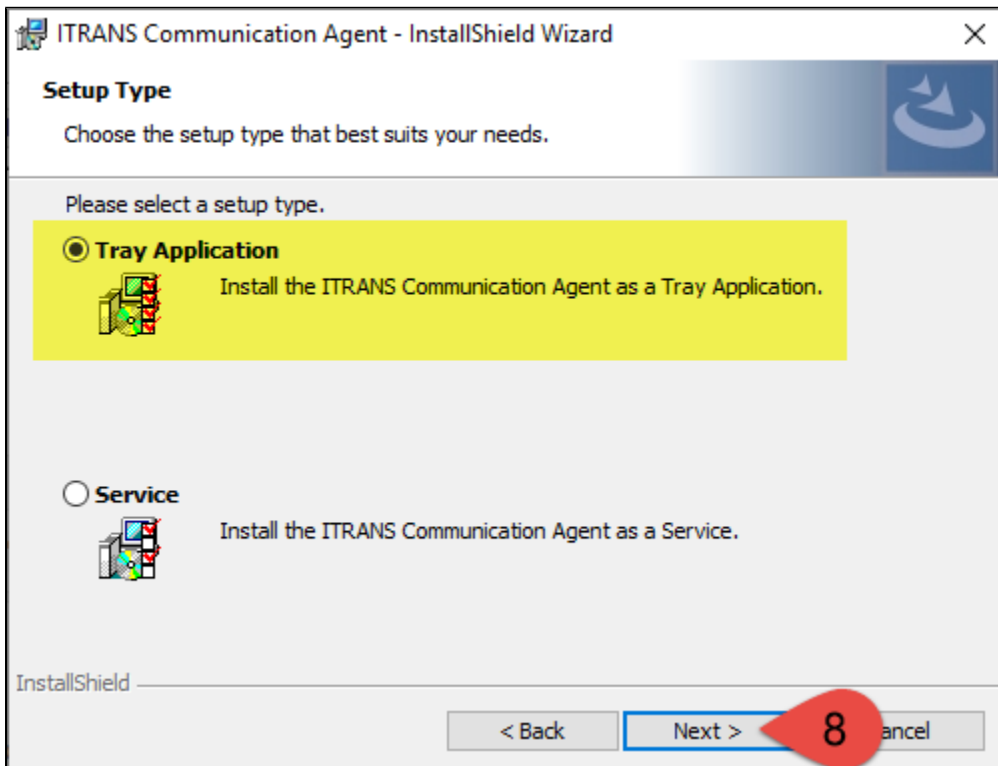 ITRANS Communication Agent - InstallShield Wizard
Setup Type
Choose the setup type that best suits your needs.
Please select a setup type.
Tray Application
Install the ITRANS Communication Agent as a Tray Application.
Service
Install the ITRANS Communication Agent as a Service.
InstallShield
< Back Next > 8 ancel